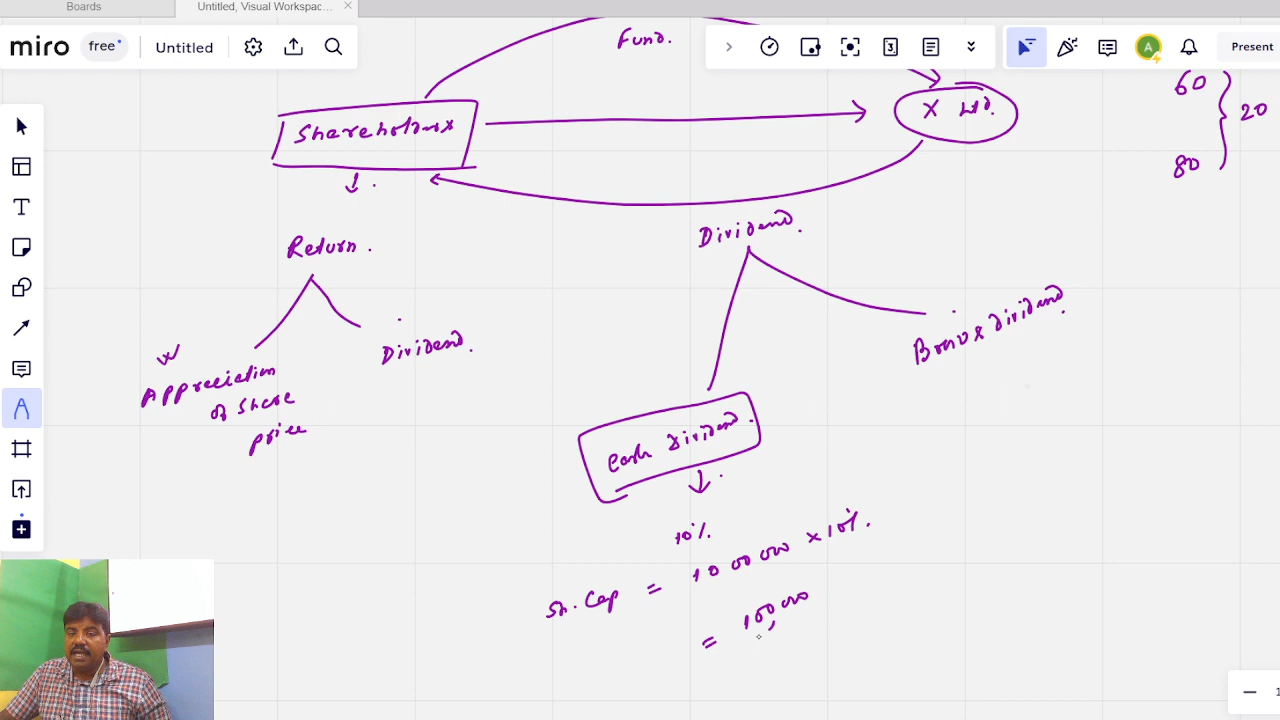 Boards
Untitled, Visual Workspac...
miro
free
Untitled
3
A
Present
Fund.
Shareholders
X Ltd.
60
20
80
Return.
Dividend.
Appreciation
of Share
price
Dividend.
Cash Dividend.
Bonus dividend.
10%
Sh. Cap = 10 00 000 x 10%.
= 100,000